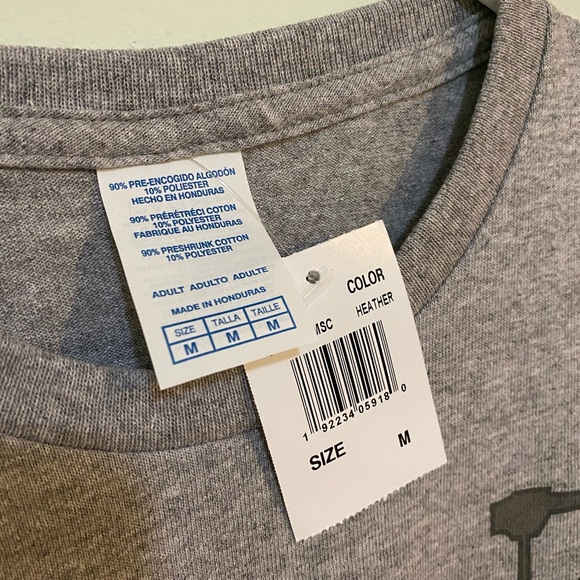 90% PRE-ENCOGIDO ALGODÓN
10% POLIESTER
HECHO EN HONDURAS
90% PRÉRÉTRÉCI COTON
10% POLYESTER
FABRIQUE AU HONDURAS
90% PRESHRUNK COTTON
10% POLYESTER
ADULT ADULTO ADULTE
MADE IN HONDURAS
SIZE TALLA TAILLE
M M M
COLOR
MSC HEATHER
1 92234 05918 0
SIZE M